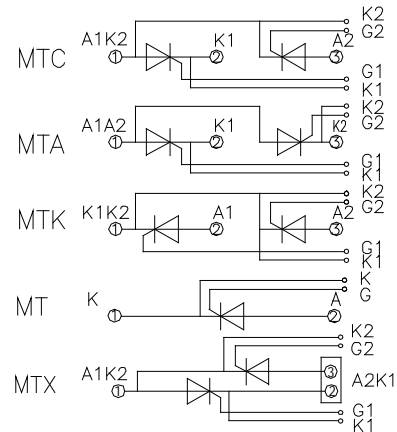 K2
G2
A1K2 K1 A2
MTC
1 2 3
G1
K1
K2
G2
A1A2 K1 K2
MTA
1 2 3
G1
K1
K2
G2
K1K2 A1 A2
MTK
1 2 3
G1
K1
K
G
MT K A
1 2
K2
G2
3
MTX A1K2 A2K1
1 2
G1
K1